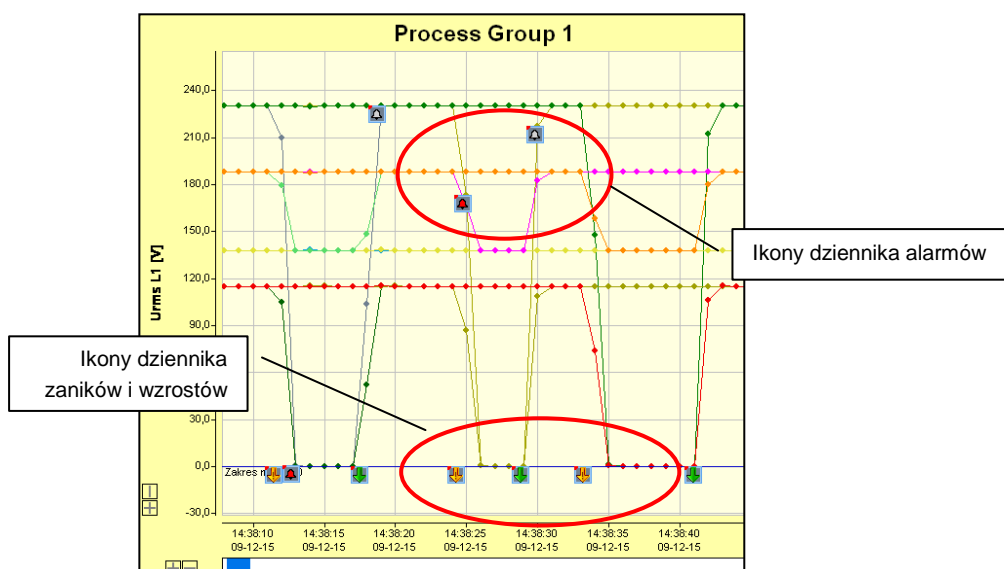 Process Group 1
240,0
210,0
180,0
150,0
120,0
90,0
30,0
0,0
-30,0
Urms L1 [V]
Ikony dziennika alarmów
Ikony dziennika
zaników i wzrostów
Zakres
14:38:10 14:38:15 14:38:20 14:38:25 14:38:30 14:38:35 14:38:40
09-12-15 09-12-15 09-12-15 09-12-15 09-12-15 09-12-15 09-12-15